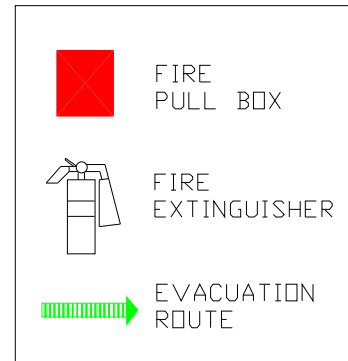 FIRE
PULL BOX
FIRE
EXTINGUISHER
EVACUATION
ROUTE